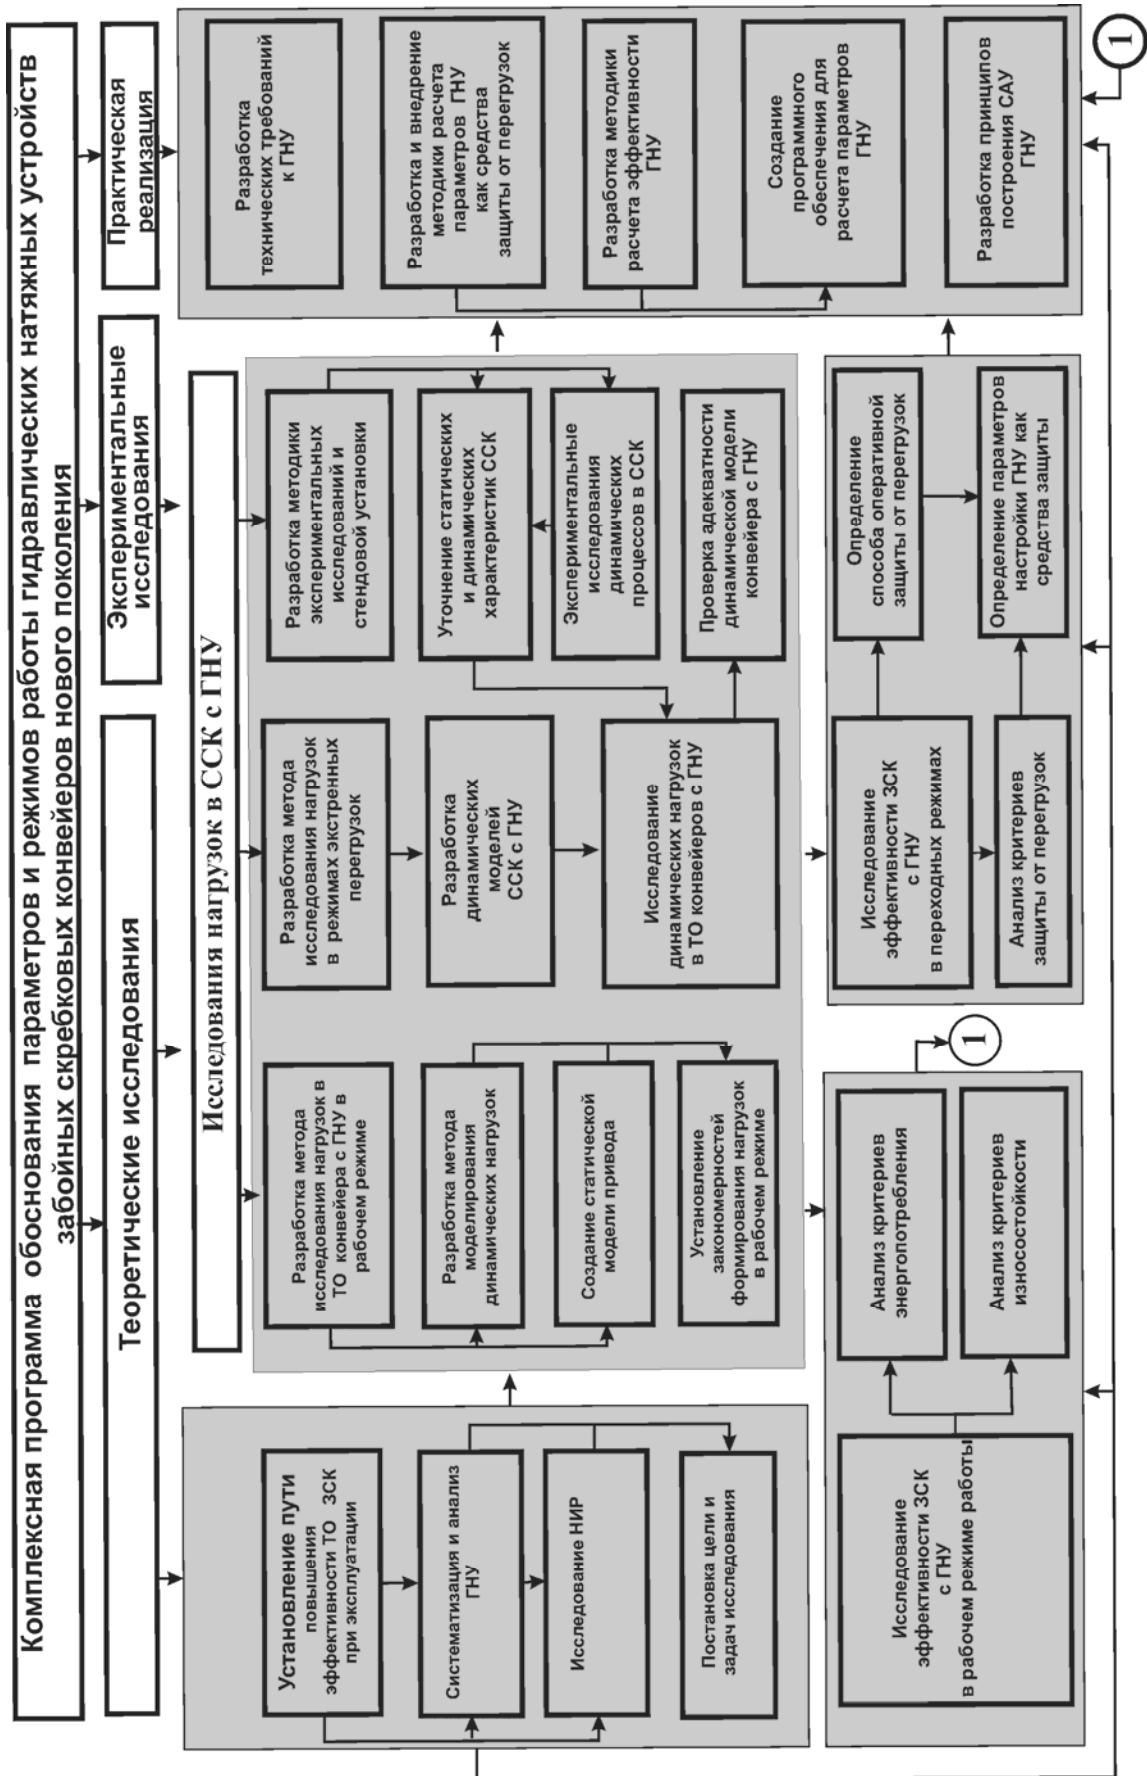 Комплексная программа обоснования параметров и режимов работы гидравлических натяжных устройств
забойных скребковых конвейеров нового поколения
Теоретические исследования
Экспериментальные
исследования
Практическая
реализация
Исследования нагрузок в ССК с ГНУ
Установление пути
повышения
эффективности ТО ЗСК
при эксплуатации
Систематизация и анализ
ГНУ
Исследование НИР
Постановка цели и
задач исследования
Разработка метода
исследования нагрузок в
ТО конвейера с ГНУ в
рабочем режиме
Разработка метода
моделирования
динамических нагрузок
Создание статической
модели привода
Установление
закономерностей
формирования нагрузок
в рабочем режиме
Разработка метода
исследования нагрузок
в режимах экстренных
перегрузок
Разработка
динамических
моделей
ССК с ГНУ
Исследование
динамических нагрузок
в ТО конвейеров с ГНУ
Разработка методики
экспериментальных
исследований и
стендовой установки
Уточнение статических
и динамических
характеристик ССК
Экспериментальные
исследования
динамических
процессов в ССК
Проверка адекватности
динамической модели
конвейера с ГНУ
Разработка
технических требований
к ГНУ
Разработка и внедрение
методики расчета
параметров ГНУ
как средства
защиты от перегрузок
Разработка методики
расчета эффективности
ГНУ
Создание
программного
обеспечения для
расчета параметров
ГНУ
Разработка принципов
построения САУ
ГНУ
Исследование
эффективности ЗСК
с ГНУ
в рабочем режиме работы
Анализ критериев
энергопотребления
Анализ критериев
износостойкости
1
Исследование
эффективности ЗСК
с ГНУ
в переходных режимах
Анализ критериев
защиты от перегрузок
Определение
способа оперативной
защиты от перегрузок
Определение параметров
настройки ГНУ как
средства защиты
1